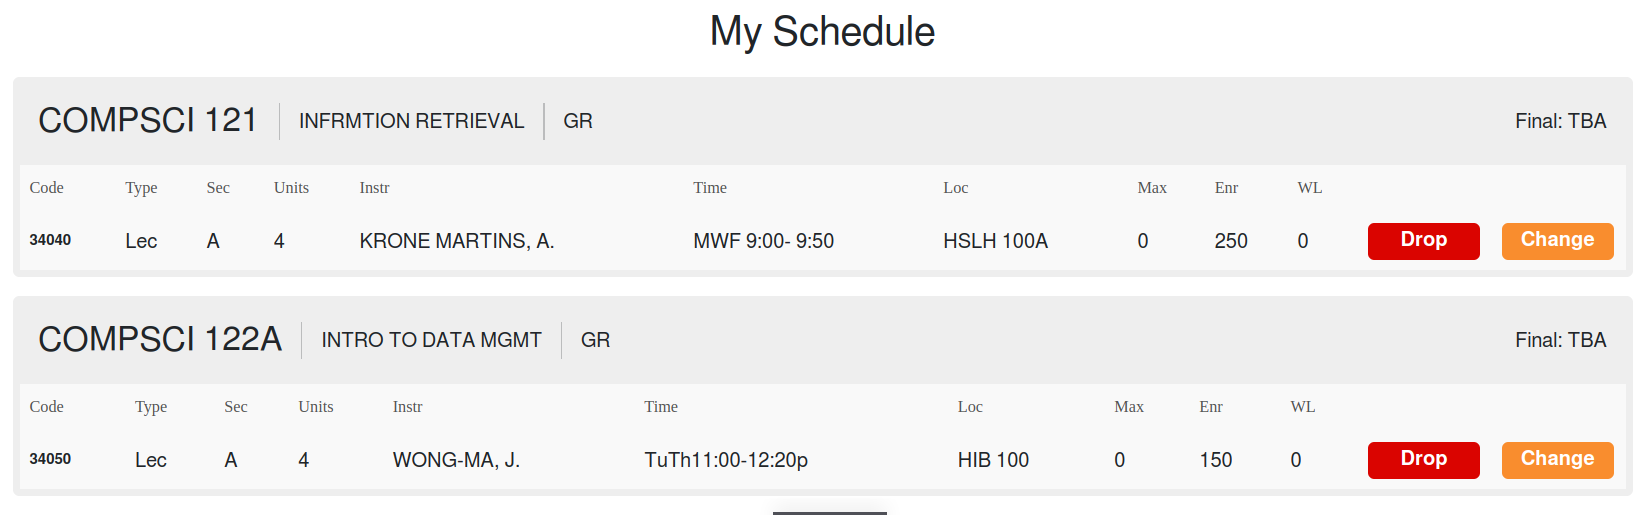 My Schedule
COMPSCI 121 INFRMTION RETRIEVAL GR Final: TBA
Code Type Sec Units Instr Time Loc Max Enr WL
34040 Lec A 4 KRONE MARTINS, A. MWF 9:00- 9:50 HSLH 100A 0 250 0 Drop Change
COMPSCI 122A INTRO TO DATA MGMT GR Final: TBA
Code Type Sec Units Instr Time Loc Max Enr WL
34050 Lec A 4 WONG-MA, J. TuTh11:00-12:20p HIB 100 0 150 0 Drop Change